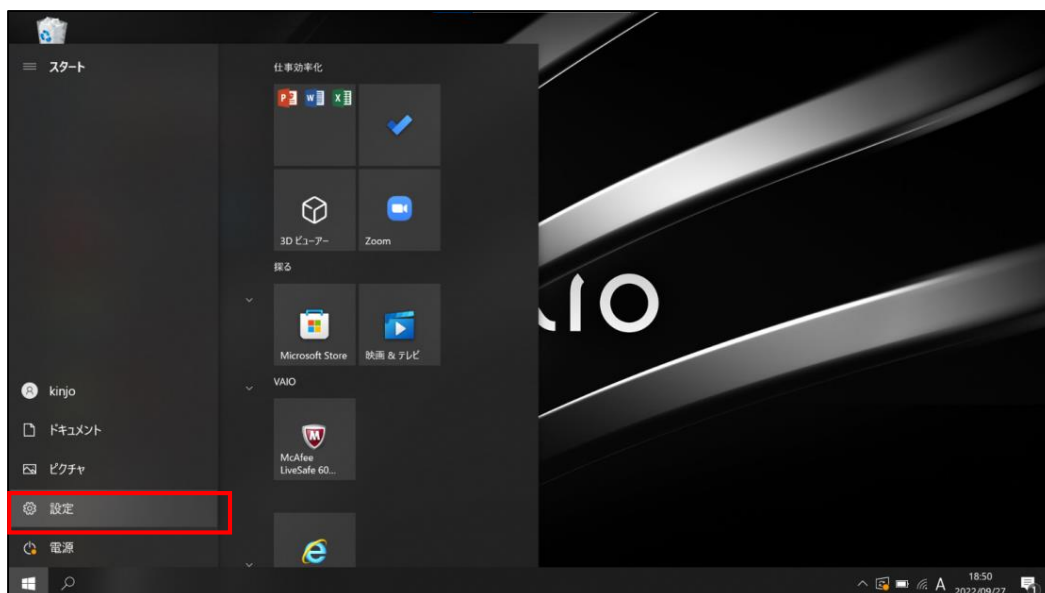 スタート
仕事効率化
3D ビューアー
Zoom
探る
Microsoft Store
映画 & テレビ
kinjo
VAIO
ドキュメント
McAfee
LiveSafe 60...
ピクチャ
設定
電源
A
18:50
2022/09/27